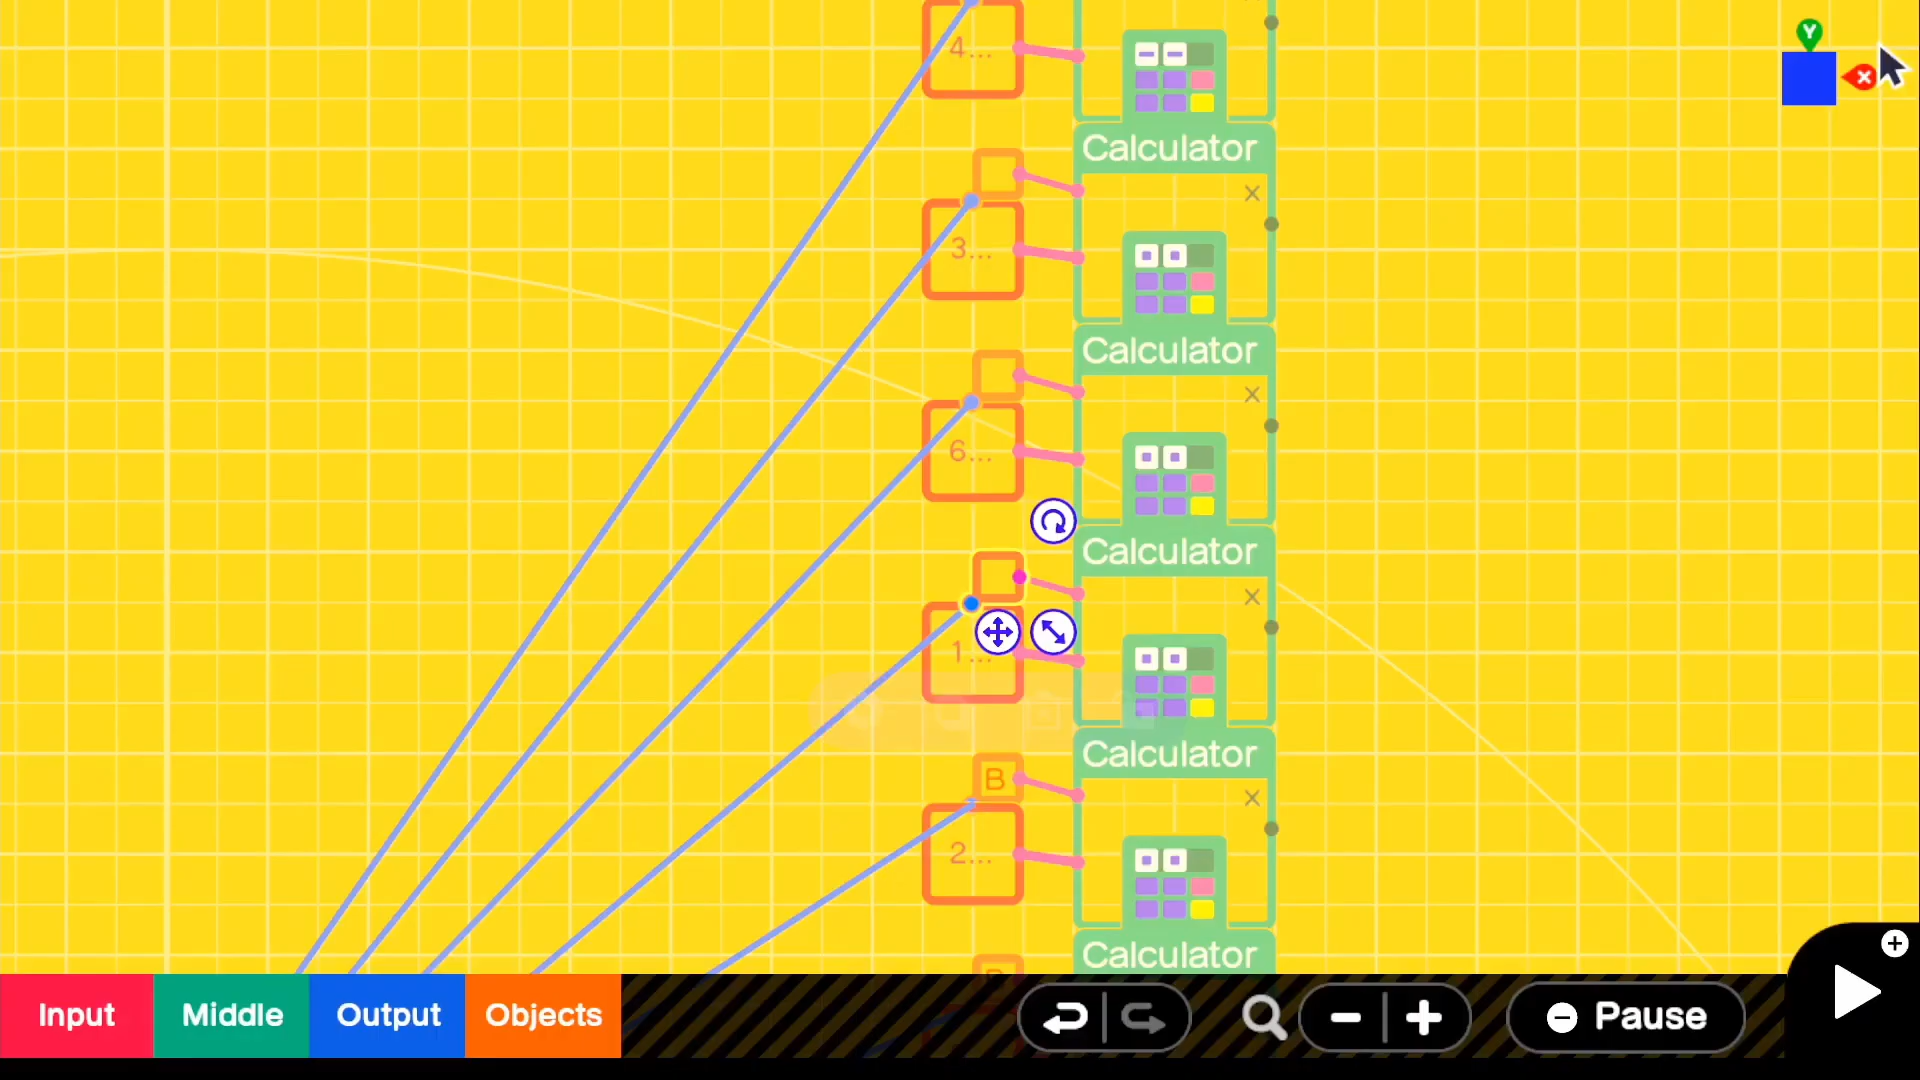 Y
X
4...
Calculator
3...
Calculator
6...
Calculator
1...
Calculator
B
2...
Calculator
Input
Middle
Output
Objects
Pause